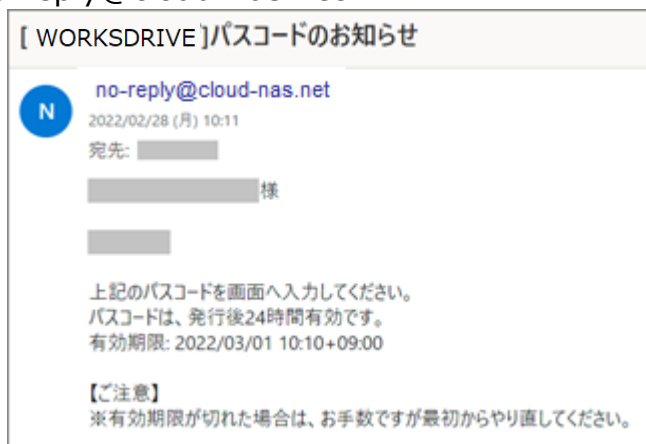 [ WORKSDRIVE ]パスコードのお知らせ
N
no-reply@cloud-nas.net
2022/02/28 (月) 10:11
宛先:
様
上記のパスコードを画面へ入力してください。
パスコードは、発行後24時間有効です。
有効期限: 2022/03/01 10:10+09:00
【ご注意】
※有効期限が切れた場合は、お手数ですが最初からやり直してください。